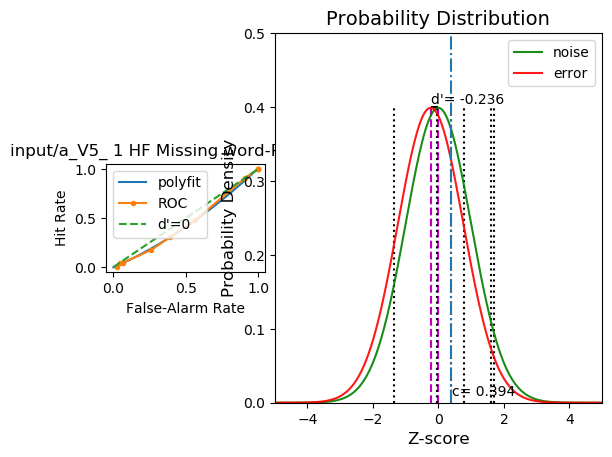 Probability Distribution
input/a_V5_ 1 HF Missing word-
polyfit
ROC
d'=0
Hit Rate
1.0
0.5
0.0
0.0
0.5
1.0
False-Alarm Rate
noise
error
d'= -0.236
c= 0.394
Probability Density
0.5
0.4
0.3
0.2
0.1
0.0
−4
−2
0
2
4
Z-score